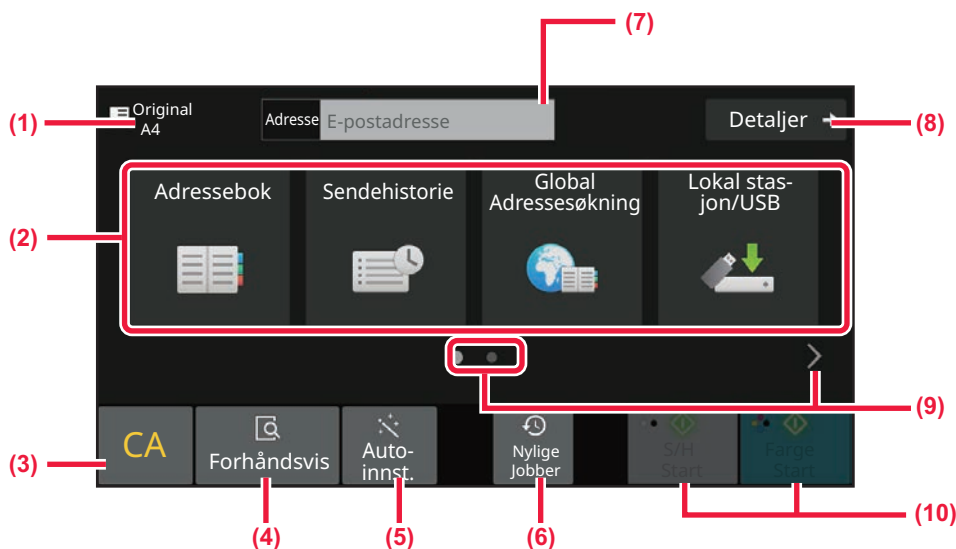 (7)
(1)
Original
A4
Adresse E-postadresse
Detaljer
(8)
(2)
Adressebok
Sendehistorie
Global
Adressesøkning
Lokal stas-
jon/USB
(9)
(3)
CA
Forhåndsvis
Auto-
innst.
Nylige
Jobber
S/H
Start
Farge
Start
(4)
(5)
(6)
(10)